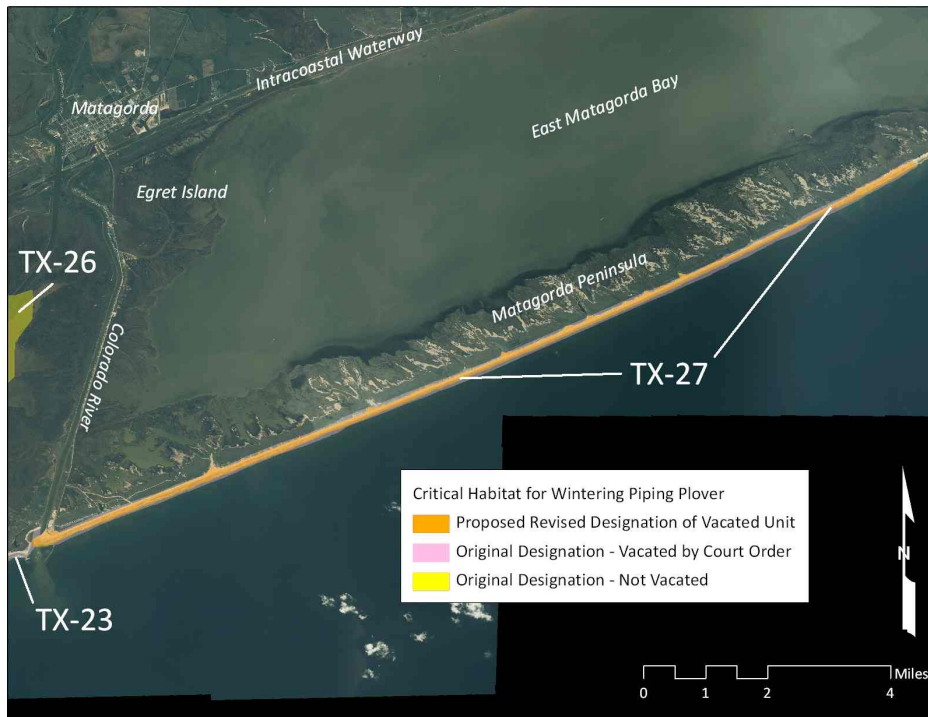 Intracoastal Waterway
Matagorda
East Matagorda Bay
Egret Island
TX-26
Matagorda Peninsula
Colorado River
TX-27
Critical Habitat for Wintering Piping Plover
Proposed Revised Designation of Vacated Unit
Original Designation - Vacated by Court Order
Original Designation - Not Vacated
N
TX-23
Miles
0 1 2 4